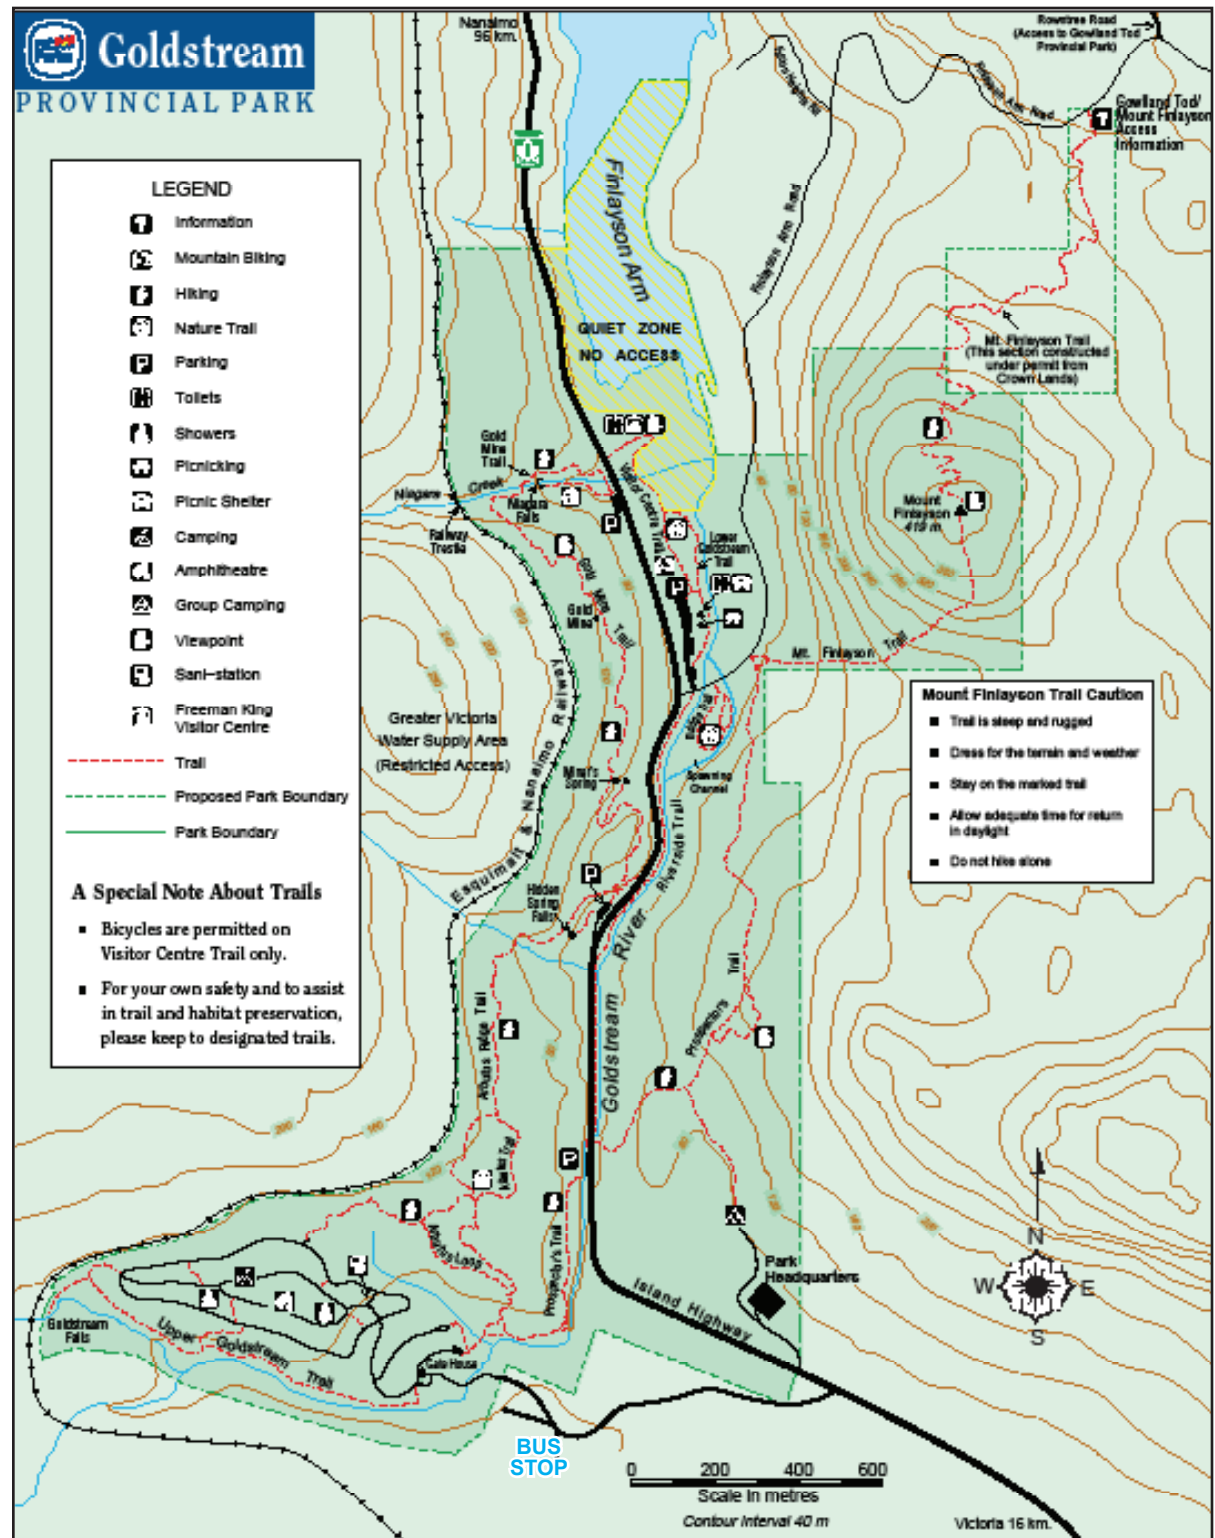 Goldstream
PROVINCIAL PARK
Nanaimo
96 km.
Rowntree Road
(Access to Gowland Tod
Provincial Park)
Finlayson Arm Road
Gowlland Tod/
Mount Finlayson
Access
Information
LEGEND
Information
Mountain Biking
Hiking
Nature Trail
Parking
Toilets
Showers
Picnicking
Picnic Shelter
Camping
Amphitheatre
Group Camping
Viewpoint
Sani-station
Freeman King
Visitor Centre
Trail
Proposed Park Boundary
Park Boundary
A Special Note About Trails
Bicycles are permitted on
Visitor Centre Trail only.
For your own safety and to assist
in trail and habitat preservation,
please keep to designated trails.
Finlayson Arm
QUIET ZONE
NO ACCESS
Finlayson Arm Road
Mt. Finlayson Trail
(This section constructed
under permit from
Crown Lands)
Gold
Mine
Trail
Niagara Creek
Niagara
Falls
Railway
Trestle
Visitor Centre Trail
Lower
Goldstream
Trail
Mount
Finlayson
419 m
Gold Mine Trail
Gold
Mine
Mt. Finlayson Trail
Greater Victoria
Water Supply Area
(Restricted Access)
Esquimalt & Nanaimo Railway
Miner's
Spring
Spawning
Channel
Mount Finlayson Trail Caution
Trail is steep and rugged
Dress for the terrain and weather
Stay on the marked trail
Allow adequate time for return
in daylight
Do not hike alone
Riverside Trail
Hidden
Spring
Falls
Goldstream River
Arbutus Ridge Trail
Prospectors Trail
Arbutus Loop
Prospector's Trail
Park
Headquarters
Island Highway
Goldstream
Falls
Upper Goldstream Trail
Gate House
BUS
STOP
N
W
E
S
0 200 400 600
Scale in metres
Contour Interval 40 m
Victoria 16 km.